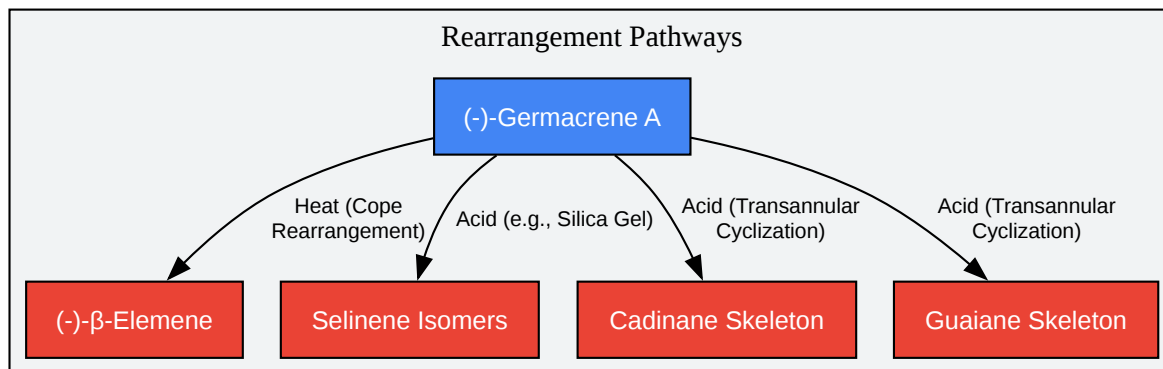 Rearrangement Pathways
(-)-Germacrene A
Heat (Cope
Rearrangement)
Acid (e.g., Silica Gel)
Acid (Transannular
Cyclization)
Acid (Transannular
Cyclization)
(-)-β-Elemene
Selinene Isomers
Cadinane Skeleton
Guaiane Skeleton